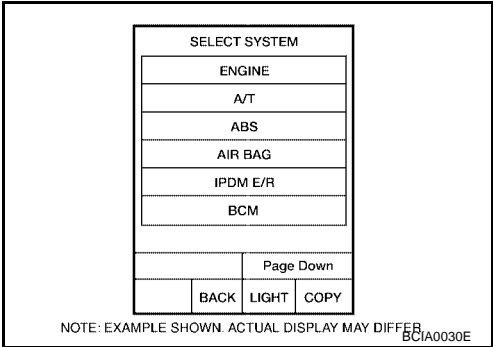 SELECT SYSTEM
ENGINE
A/T
ABS
AIR BAG
IPDM E/R
BCM
Page Down
BACK LIGHT COPY
NOTE: EXAMPLE SHOWN. ACTUAL DISPLAY MAY DIFFER.
BCIA0030E